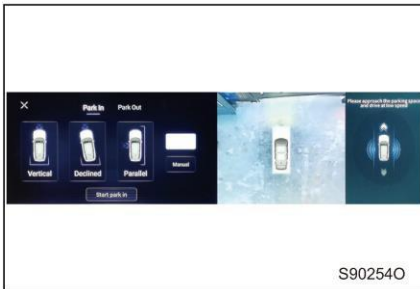 Park In
Park Out
Please approach the parking space
and drive at low speed
Vertical
Declined
Parallel
Manual
Start park in
S90254O